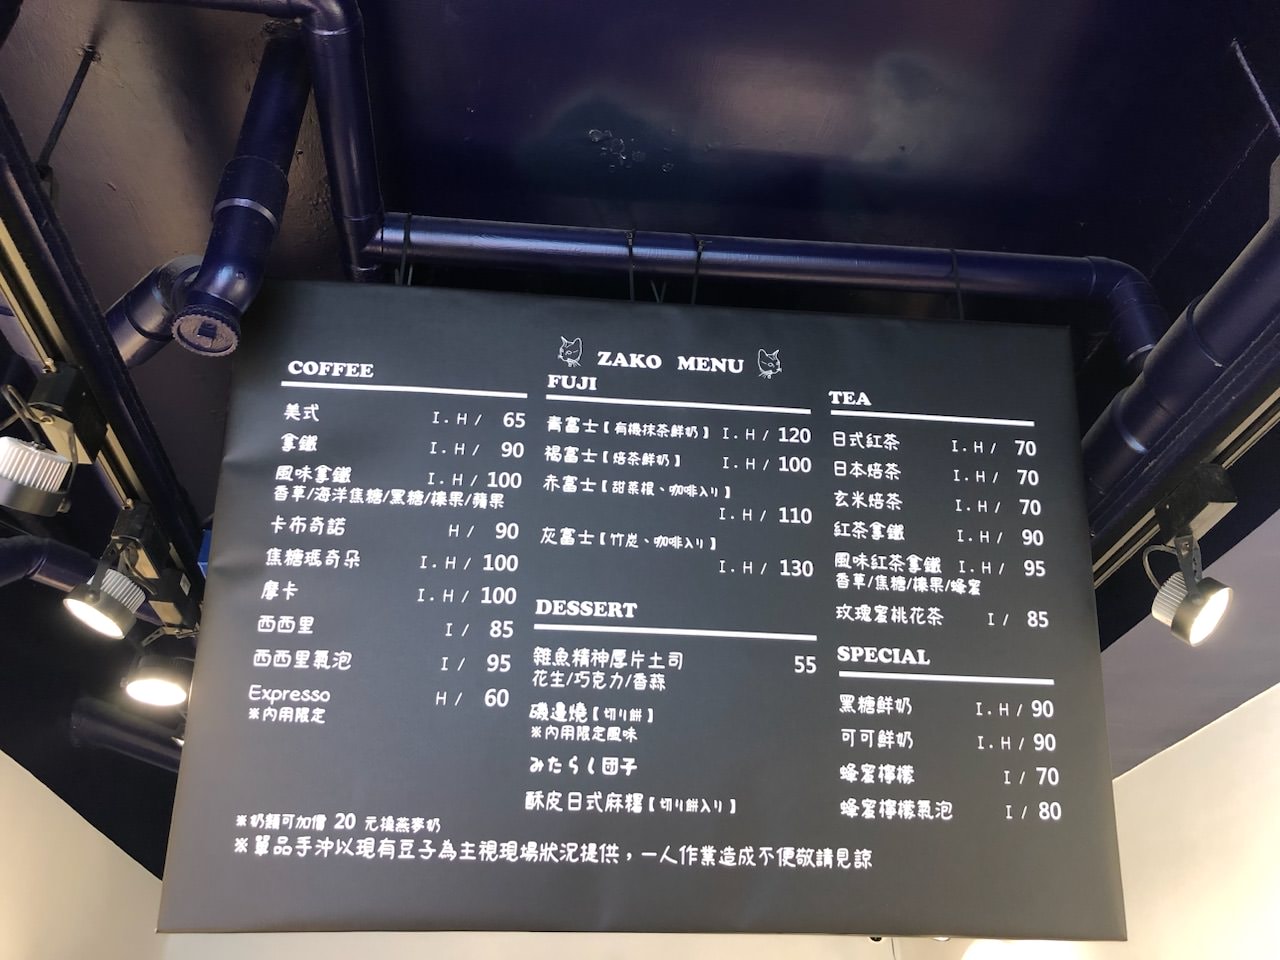 ZAKO MENU
COFFEE
美式 I.H/ 65
拿鐵 I.H/ 90
風味拿鐵 I.H/100
香草/海洋焦糖/黑糖/榛果/蘋果
卡布奇諾 H/ 90
焦糖瑪奇朵 I.H/100
摩卡 I.H/100
西西里 I/ 85
西西里氣泡 I/ 95
Expresso H/ 60
※內用限定
FUJI
青富士【有機抹茶鮮奶】 I.H/120
褐富士【焙茶鮮奶】 I.H/100
赤富士【甜菜根、咖啡入り】
I.H/ 110
灰富士【竹炭、咖啡入り】
I.H/ 130
DESSERT
雜魚精神厚片土司 55
花生/巧克力/香蒜
磯邊燒【切り餅】
※內用限定風味
みたらし団子
酥皮日式麻糬【切り餅入り】
TEA
日式紅茶 I.H/ 70
日本焙茶 I.H/ 70
玄米焙茶 I.H/ 70
紅茶拿鐵 I.H/ 90
風味紅茶拿鐵 I.H/ 95
香草/焦糖/榛果/蜂蜜
玫瑰蜜桃花茶 I/ 85
SPECIAL
黑糖鮮奶 I.H/90
可可鮮奶 I.H/90
蜂蜜檸檬 I/70
蜂蜜檸檬氣泡 I/80
※奶類可加價 20 元換燕麥奶
※單品手沖以現有豆子為主視現場狀況提供，一人作業造成不便敬請見諒